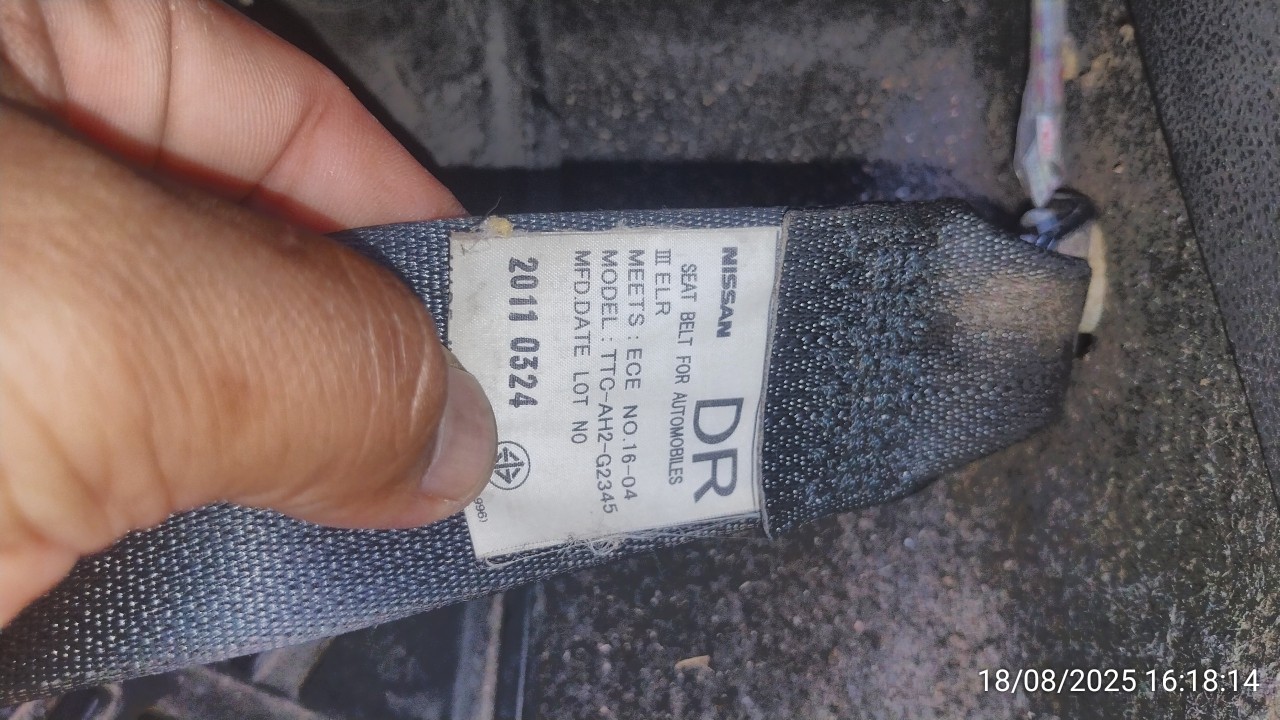 NISSAN DR
SEAT BELT FOR AUTOMOBILES
III ELR
MEETS : ECE NO.16-04
MODEL : TTC-AH2-G2345
MFD.DATE LOT NO
2011 0324
996)
18/08/2025 16:18:14